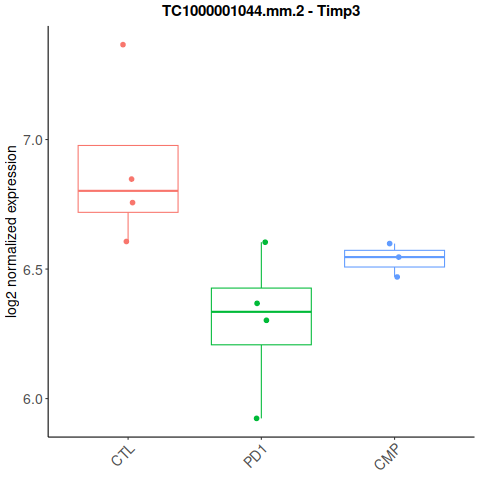 TC1000001044.mm.2 - Timp3
log2 normalized expression
7.0
6.5
6.0
CTL
PD1
CMP